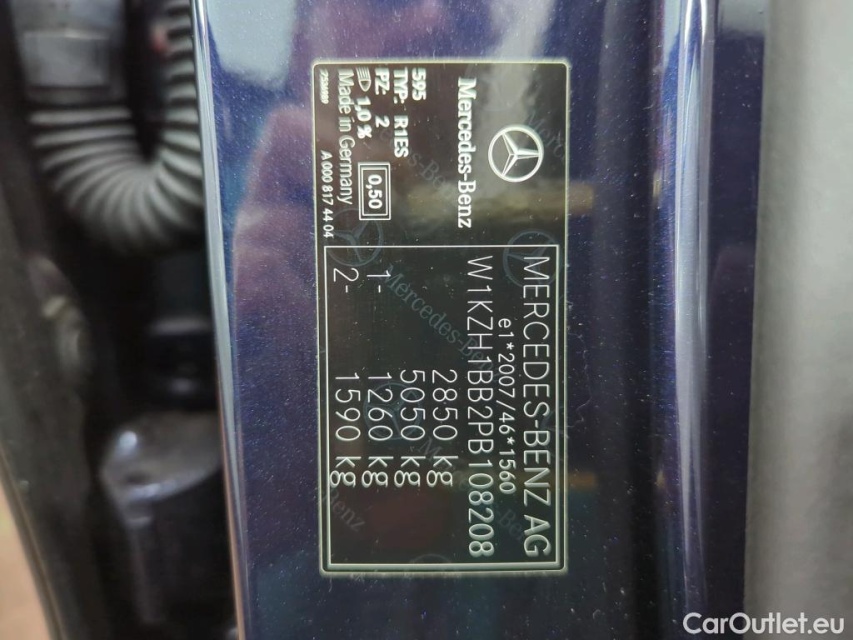 Mercedes-Benz
595
TYP: R1ES
PZ: 2
1,0 %
0,50
Made in Germany
A 000 817 44 04
MERCEDES-BENZ AG
e1*2007/46*1560
W1KZH1BB2PB108208
2850 kg
5050 kg
1- 1260 kg
2- 1590 kg
CarOutlet.eu